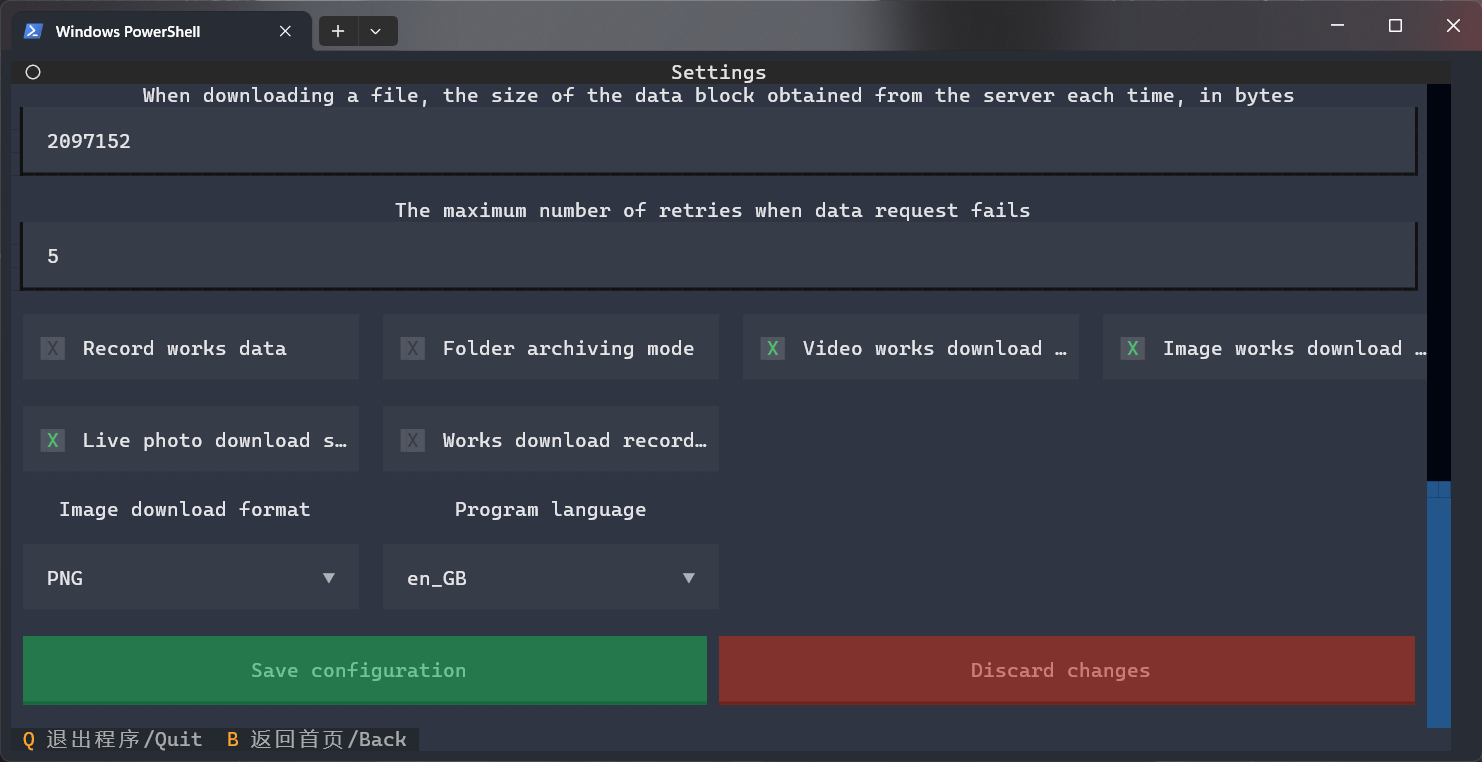 Windows PowerShell
Settings
When downloading a file, the size of the data block obtained from the server each time, in bytes
2097152
The maximum number of retries when data request fails
5
X Record works data X Folder archiving mode X Video works download … X Image works download …
X Live photo download s… X Works download record…
Image download format Program language
PNG ▼ en_GB ▼
Save configuration Discard changes
Q 退出程序/Quit B 返回首页/Back